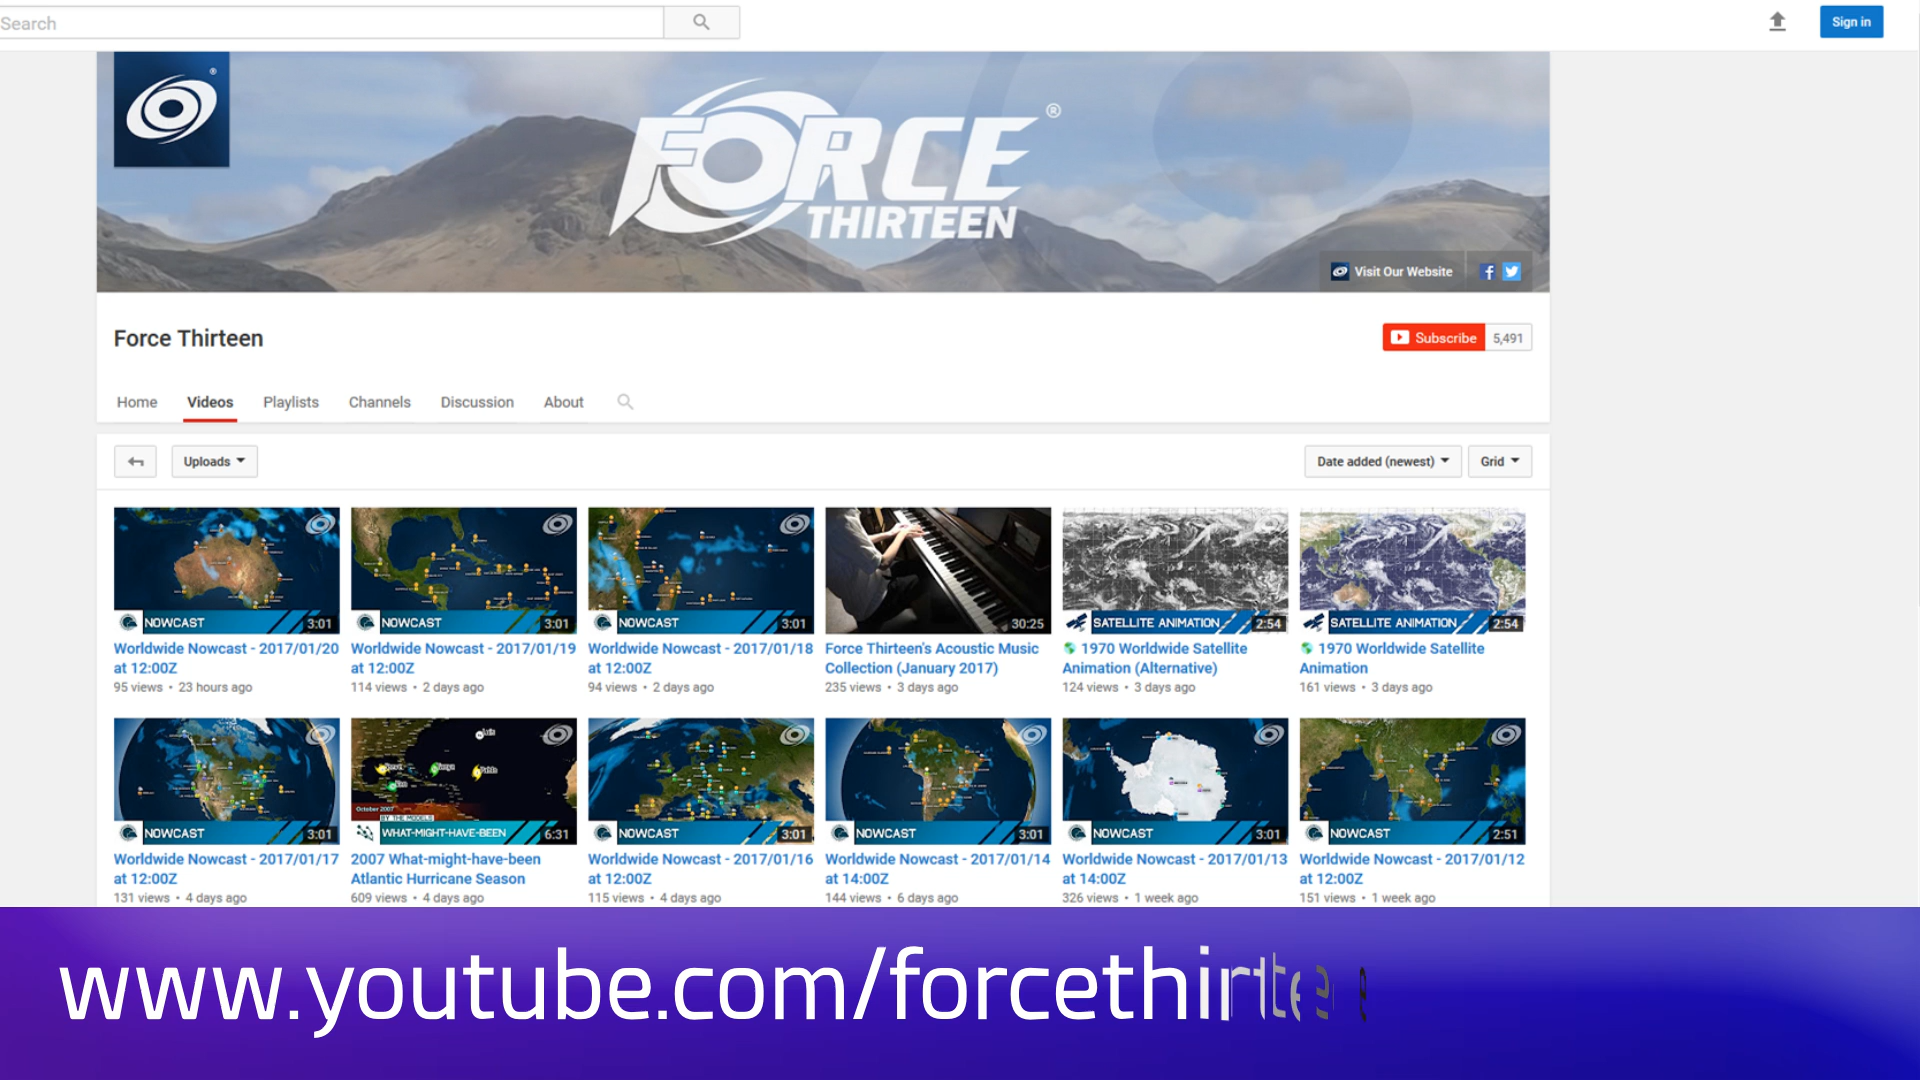 Search
Sign in
FORCE ®
THIRTEEN
Visit Our Website
Force Thirteen
Subscribe 5,491
Home Videos Playlists Channels Discussion About
Uploads
Date added (newest) Grid
NOWCAST 3:01
NOWCAST 3:01
NOWCAST 3:01
30:25
SATELLITE ANIMATION 2:54
SATELLITE ANIMATION 2:54
Worldwide Nowcast - 2017/01/20
at 12:00Z
95 views • 23 hours ago
Worldwide Nowcast - 2017/01/19
at 12:00Z
114 views • 2 days ago
Worldwide Nowcast - 2017/01/18
at 12:00Z
94 views • 2 days ago
Force Thirteen's Acoustic Music
Collection (January 2017)
235 views • 3 days ago
1970 Worldwide Satellite
Animation (Alternative)
124 views • 3 days ago
1970 Worldwide Satellite
Animation
161 views • 3 days ago
NOWCAST 3:01
October 2007
BY THE MODELS
WHAT-MIGHT-HAVE-BEEN 6:31
NOWCAST 3:01
NOWCAST 3:01
NOWCAST 3:01
NOWCAST 2:51
Worldwide Nowcast - 2017/01/17
at 12:00Z
131 views • 4 days ago
2007 What-might-have-been
Atlantic Hurricane Season
609 views • 4 days ago
Worldwide Nowcast - 2017/01/16
at 12:00Z
115 views • 4 days ago
Worldwide Nowcast - 2017/01/14
at 14:00Z
144 views • 6 days ago
Worldwide Nowcast - 2017/01/13
at 14:00Z
326 views • 1 week ago
Worldwide Nowcast - 2017/01/12
at 12:00Z
151 views • 1 week ago
www.youtube.com/forcethirtee